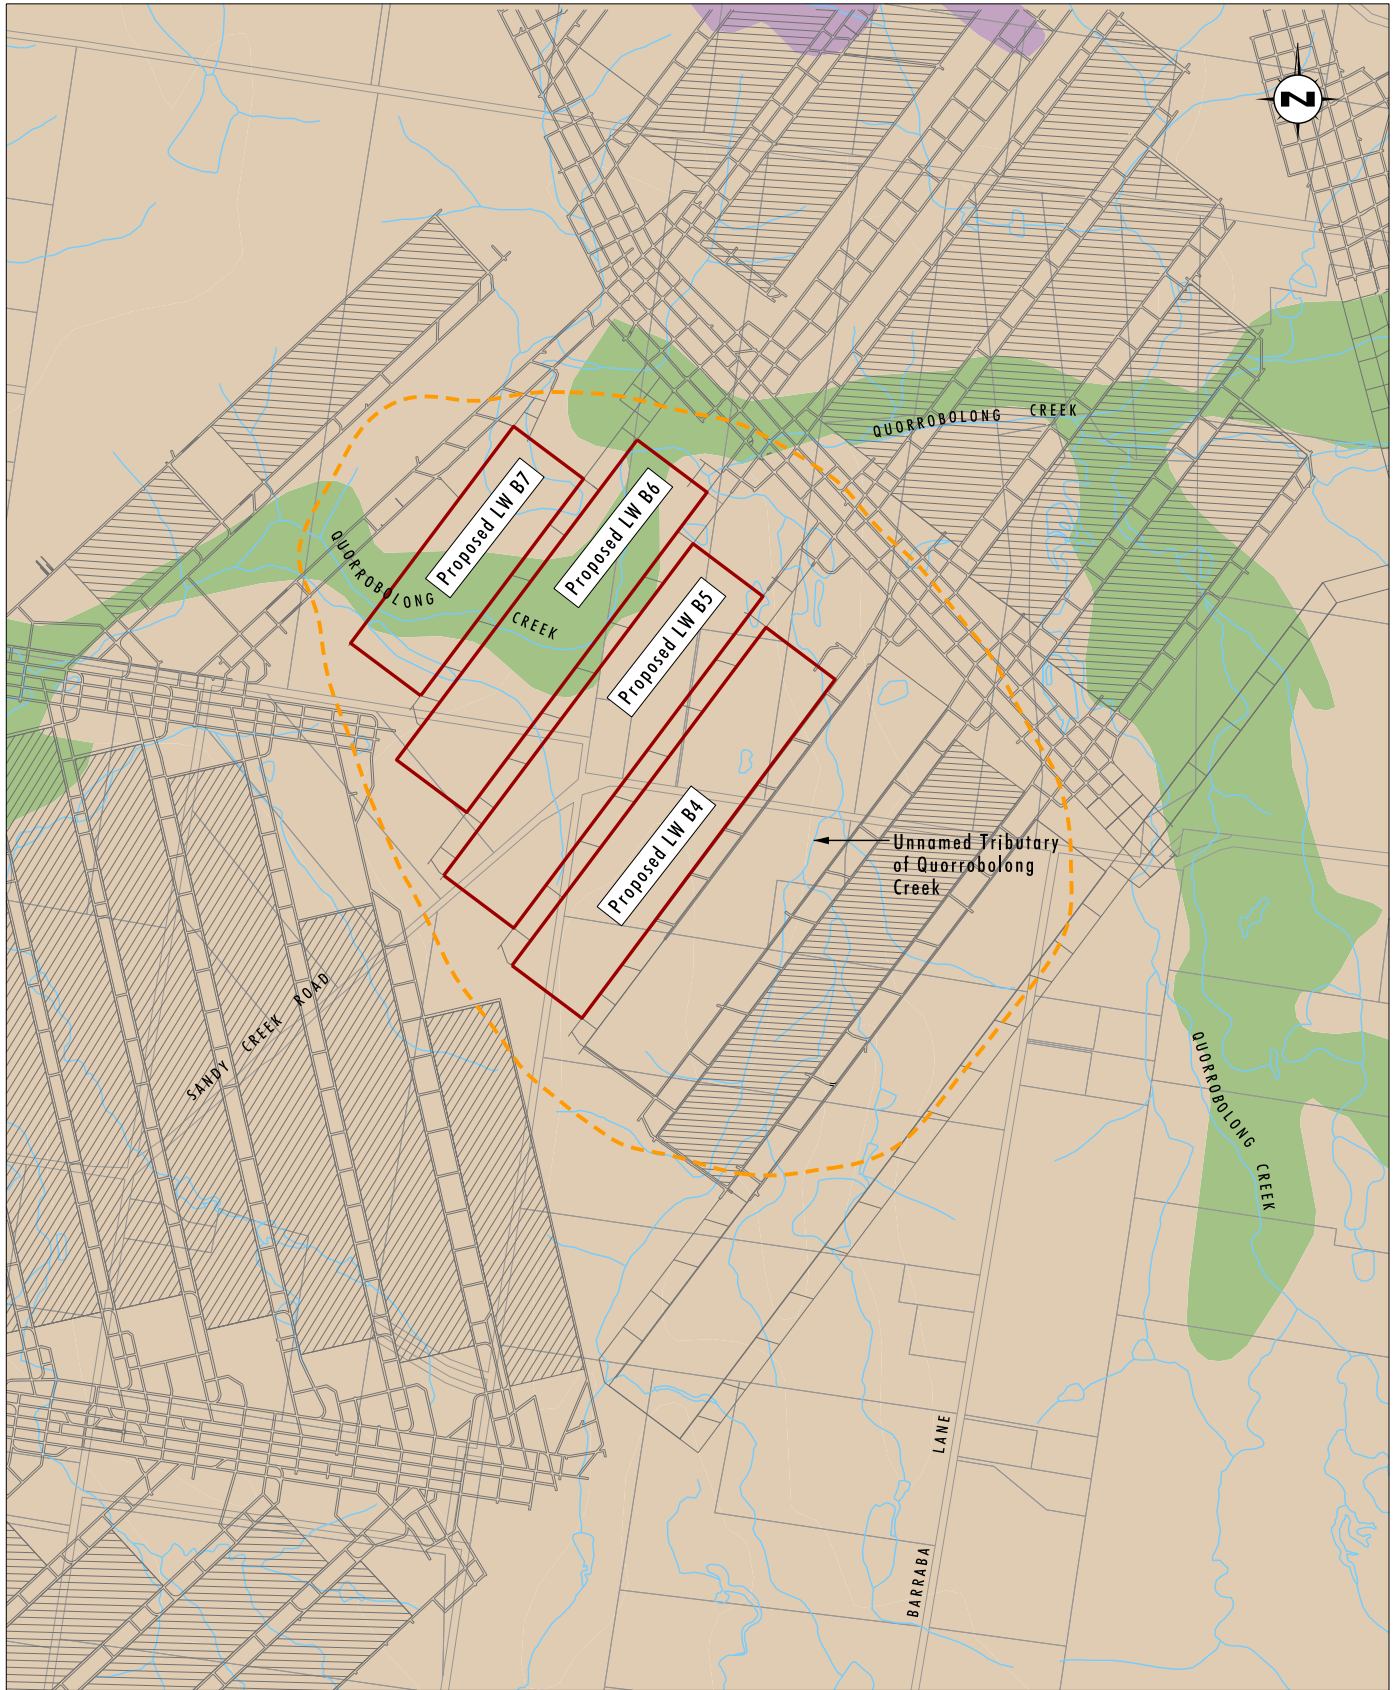 N
QUORROBOLONG CREEK
Proposed LW B7
Proposed LW B6
QUORROBOLONG
CREEK
Proposed LW B5
Proposed LW B4
Unnamed Tributary
of Quorrobolong
Creek
SANDY CREEK ROAD
QUORROBOLONG CREEK
BARRABA LANE